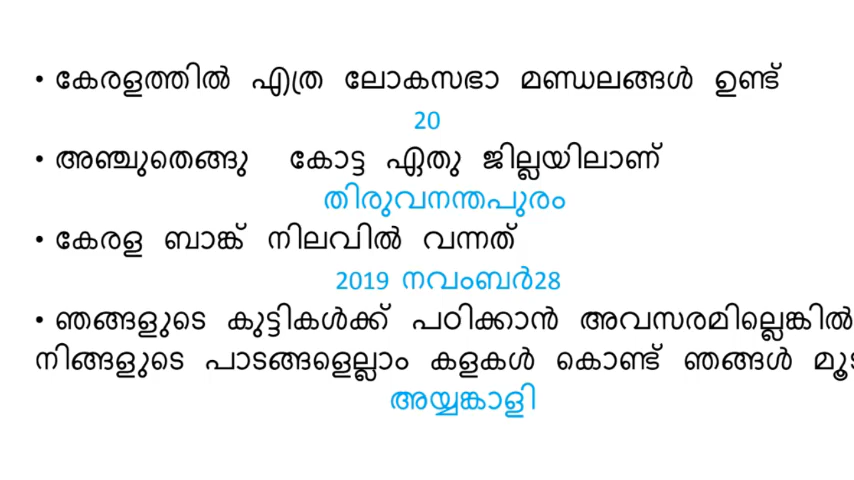 • കേരളത്തിൽ എത്ര ലോകസഭാ മണ്ഡലങ്ങൾ ഉണ്ട്
20
• അഞ്ചുതെങ്ങു കോട്ട ഏതു ജില്ലയിലാണ്
തിരുവനന്തപുരം
• കേരള ബാങ്ക് നിലവിൽ വന്നത്
2019 നവംബർ28
• ഞങ്ങളുടെ കുട്ടികൾക്ക് പഠിക്കാൻ അവസരമില്ലെങ്കിൽ
നിങ്ങളുടെ പാടങ്ങളെല്ലാം കളകൾ കൊണ്ട് ഞങ്ങൾ
അയ്യങ്കാളി